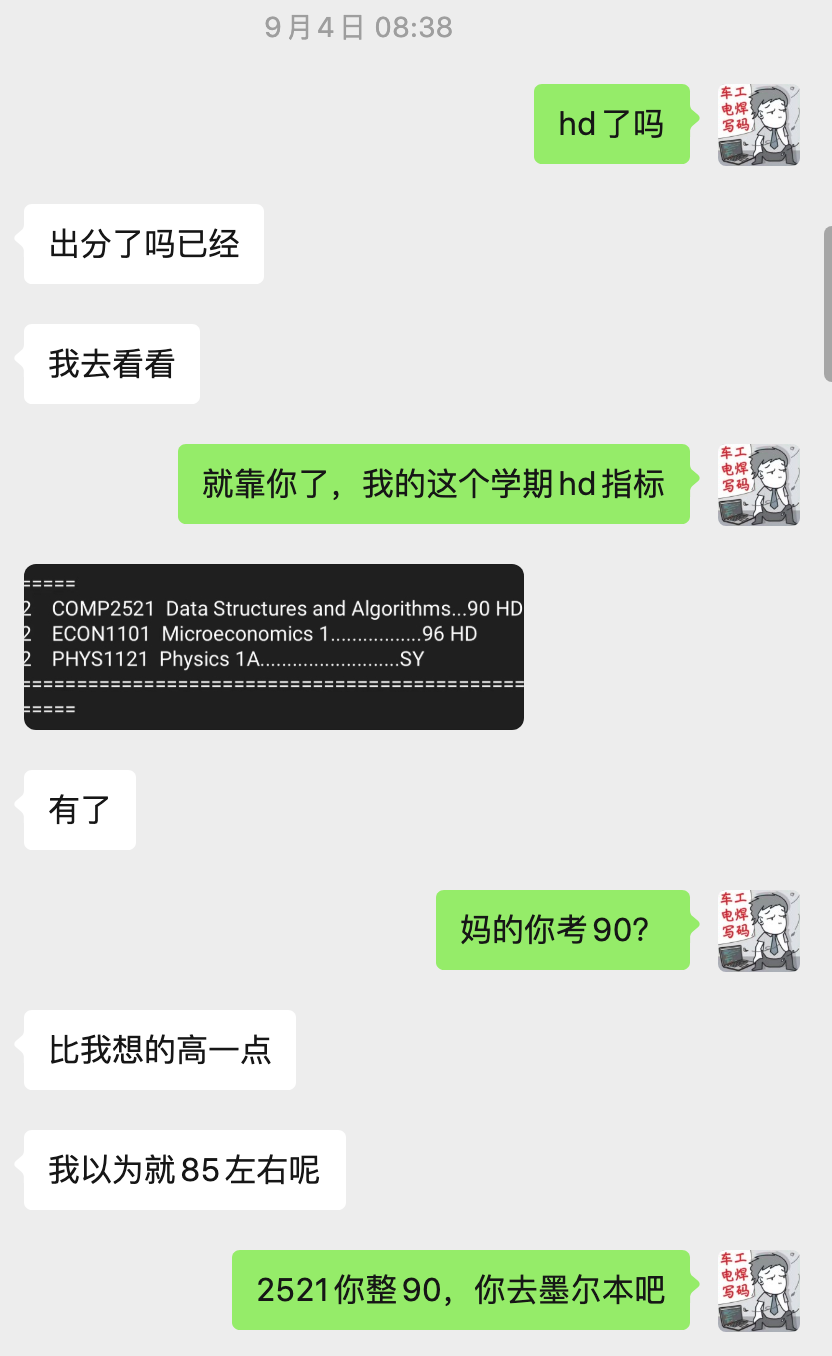 9月4日 08:38
hd了吗
车工
电焊
写码
出分了吗已经
我去看看
就靠你了，我的这个学期hd指标
车工
电焊
写码
=====
2 COMP2521 Data Structures and Algorithms...90 HD
2 ECON1101 Microeconomics 1.................96 HD
2 PHYS1121 Physics 1A..........................SY
===============================================
=====
有了
妈的你考90?
车工
电焊
写码
比我想的高一点
我以为就85左右呢
2521你整90，你去墨尔本吧
车工
电焊
写码